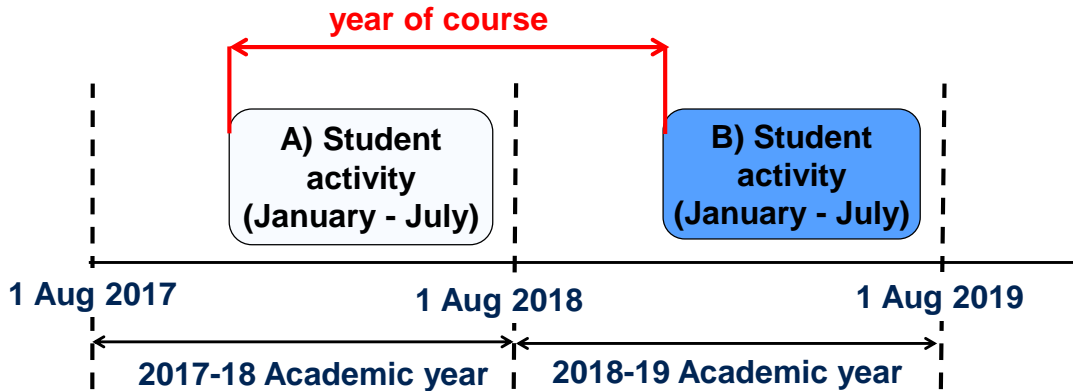 year of course
A) Student
activity
(January - July)
B) Student
activity
(January - July)
1 Aug 2017
1 Aug 2018
1 Aug 2019
2017-18 Academic year
2018-19 Academic year